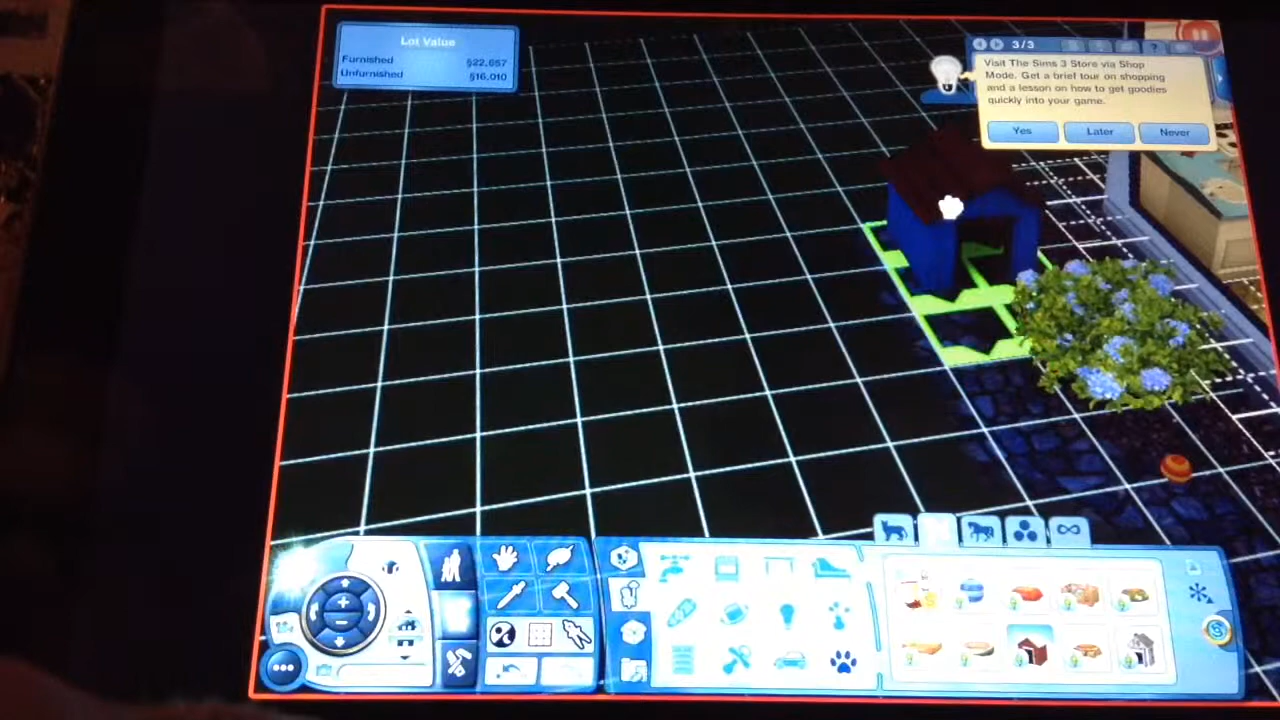 Lot Value
Furnished §22,657
Unfurnished §16,010
3/3
?
Visit The Sims 3 Store via Shop
Mode. Get a brief tour on shopping
and a lesson on how to get goodies
quickly into your game.
Yes Later Never